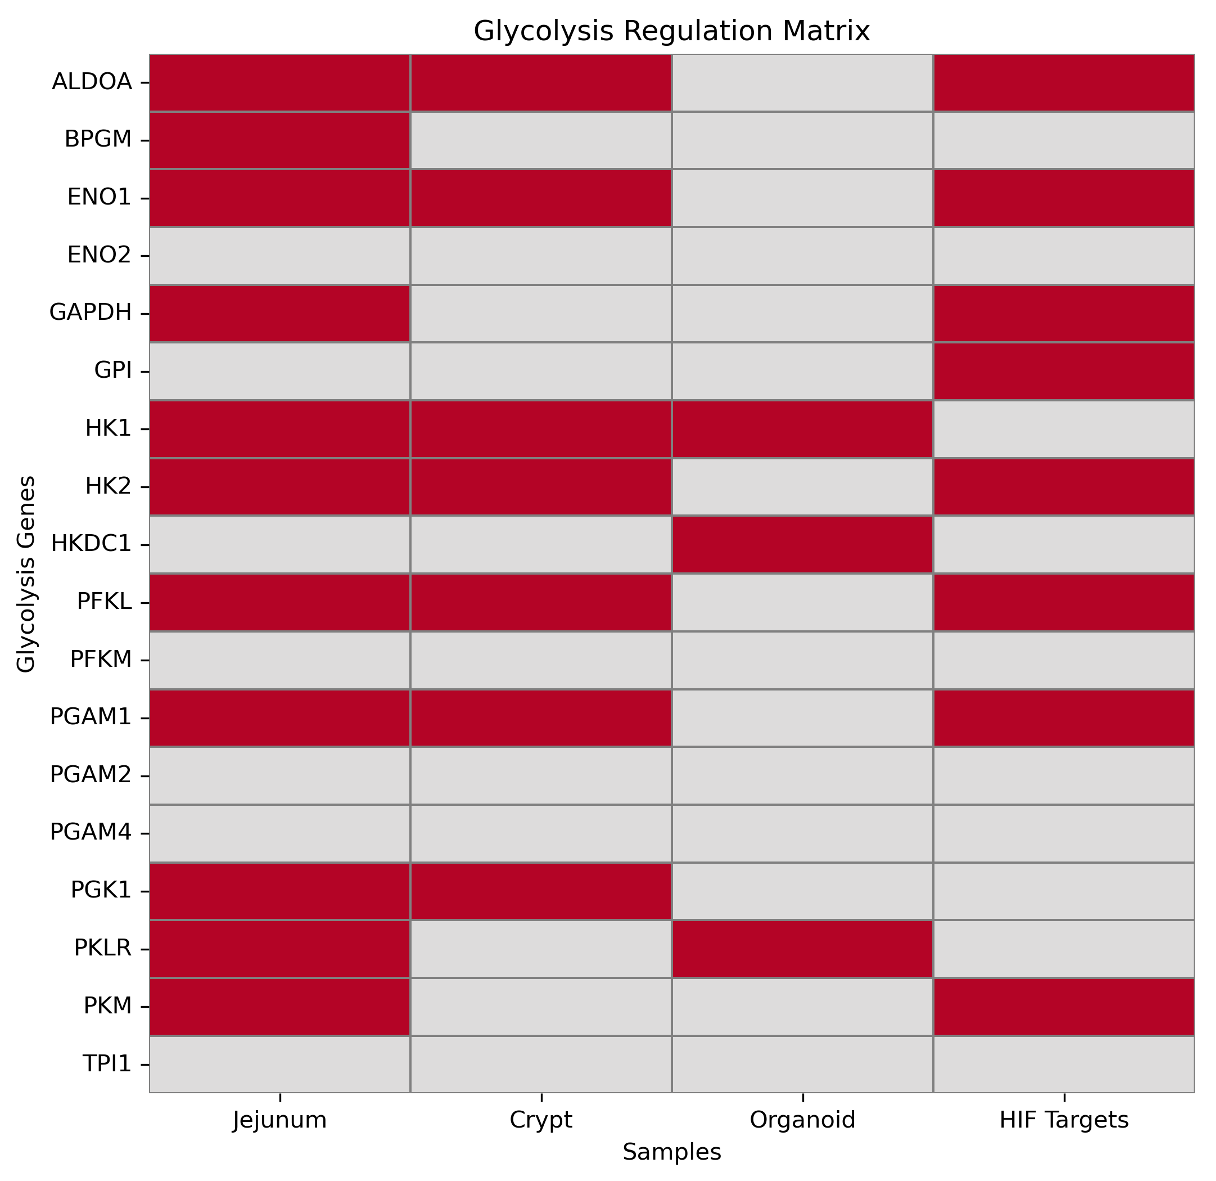 Glycolysis Regulation Matrix
Glycolysis Genes
ALDOA
BPGM
ENO1
ENO2
GAPDH
GPI
HK1
HK2
HKDC1
PFKL
PFKM
PGAM1
PGAM2
PGAM4
PGK1
PKLR
PKM
TPI1
Jejunum Crypt Organoid HIF Targets
Samples